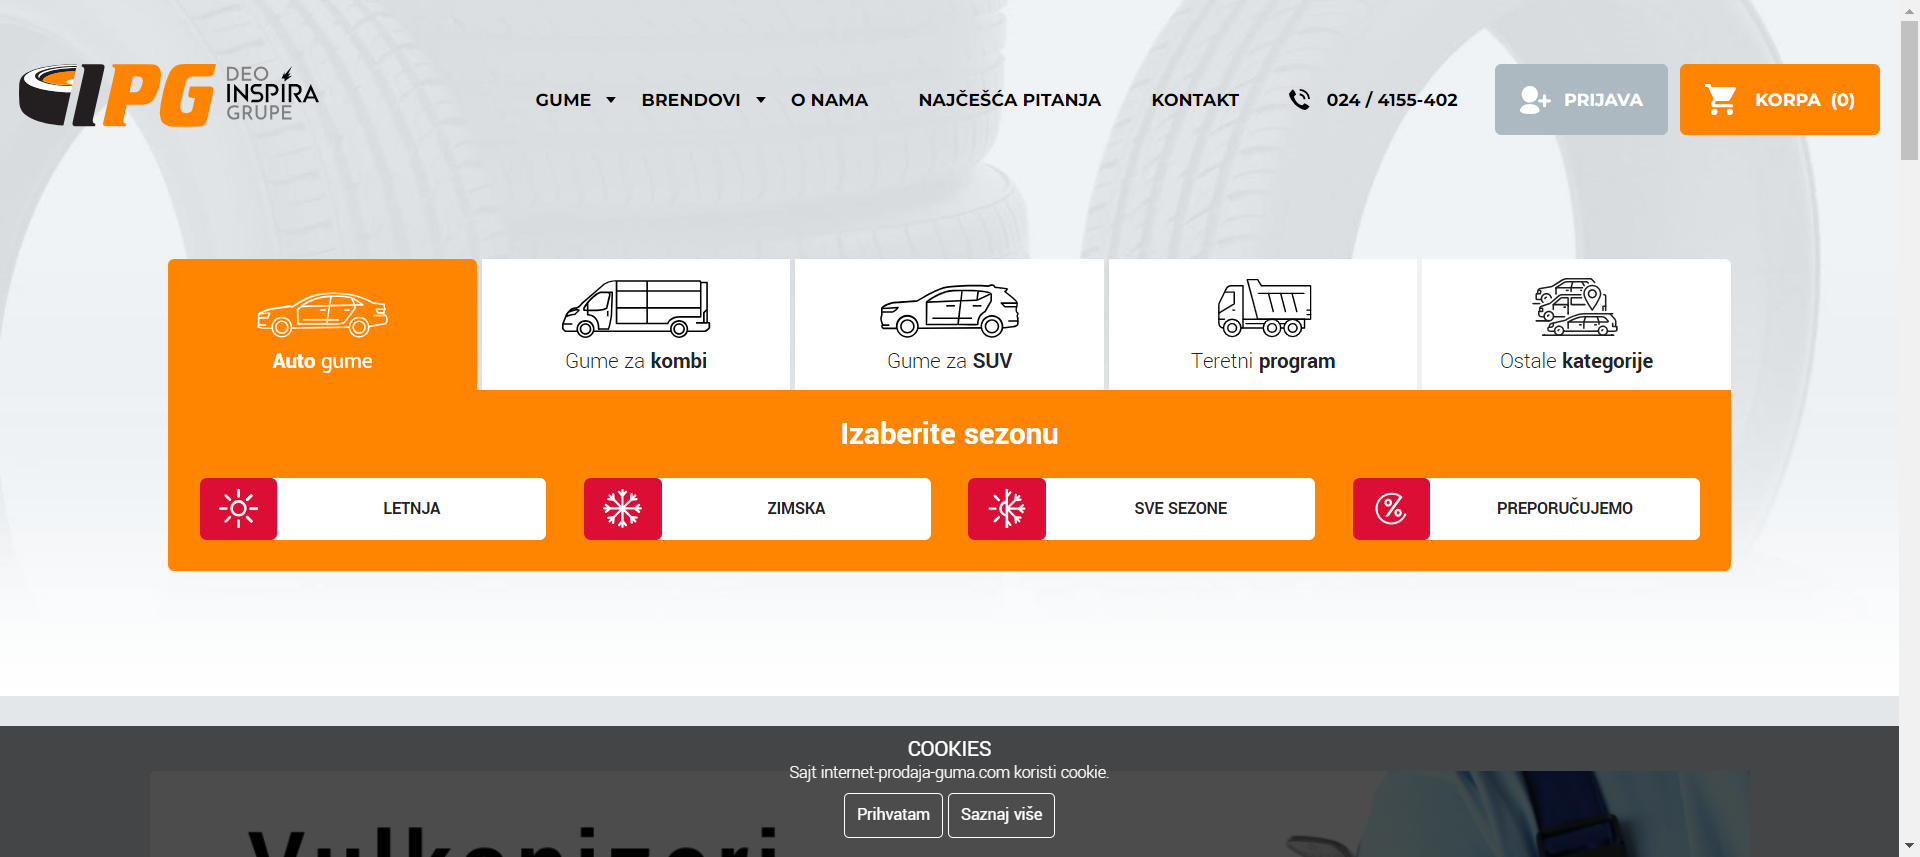 IPG DEO INSPIRA GRUPE
GUME BRENDOVI O NAMA NAJČEŠĆA PITANJA KONTAKT 024 / 4155-402 PRIJAVA KORPA (0)
Auto gume
Gume za kombi
Gume za SUV
Teretni program
Ostale kategorije
Izaberite sezonu
LETNJA
ZIMSKA
SVE SEZONE
PREPORUČUJEMO
COOKIES
Sajt internet-prodaja-guma.com koristi cookie.
Prihvatam Saznaj više
Vulkanizeri